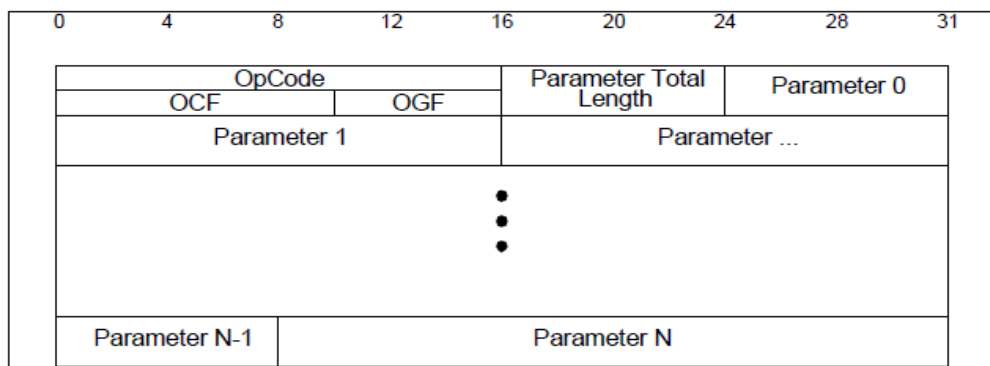 0 4 8 12 16 20 24 28 31
OpCode
Parameter Total
Length
Parameter 0
OCF OGF
Parameter 1 Parameter ...
Parameter N-1 Parameter N